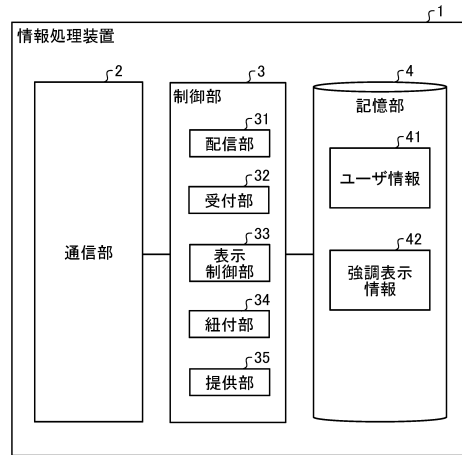 1
情報処理装置
2
通信部
3
制御部
31
配信部
32
受付部
33
表示
制御部
34
紐付部
35
提供部
4
記憶部
41
ユーザ情報
42
強調表示
情報